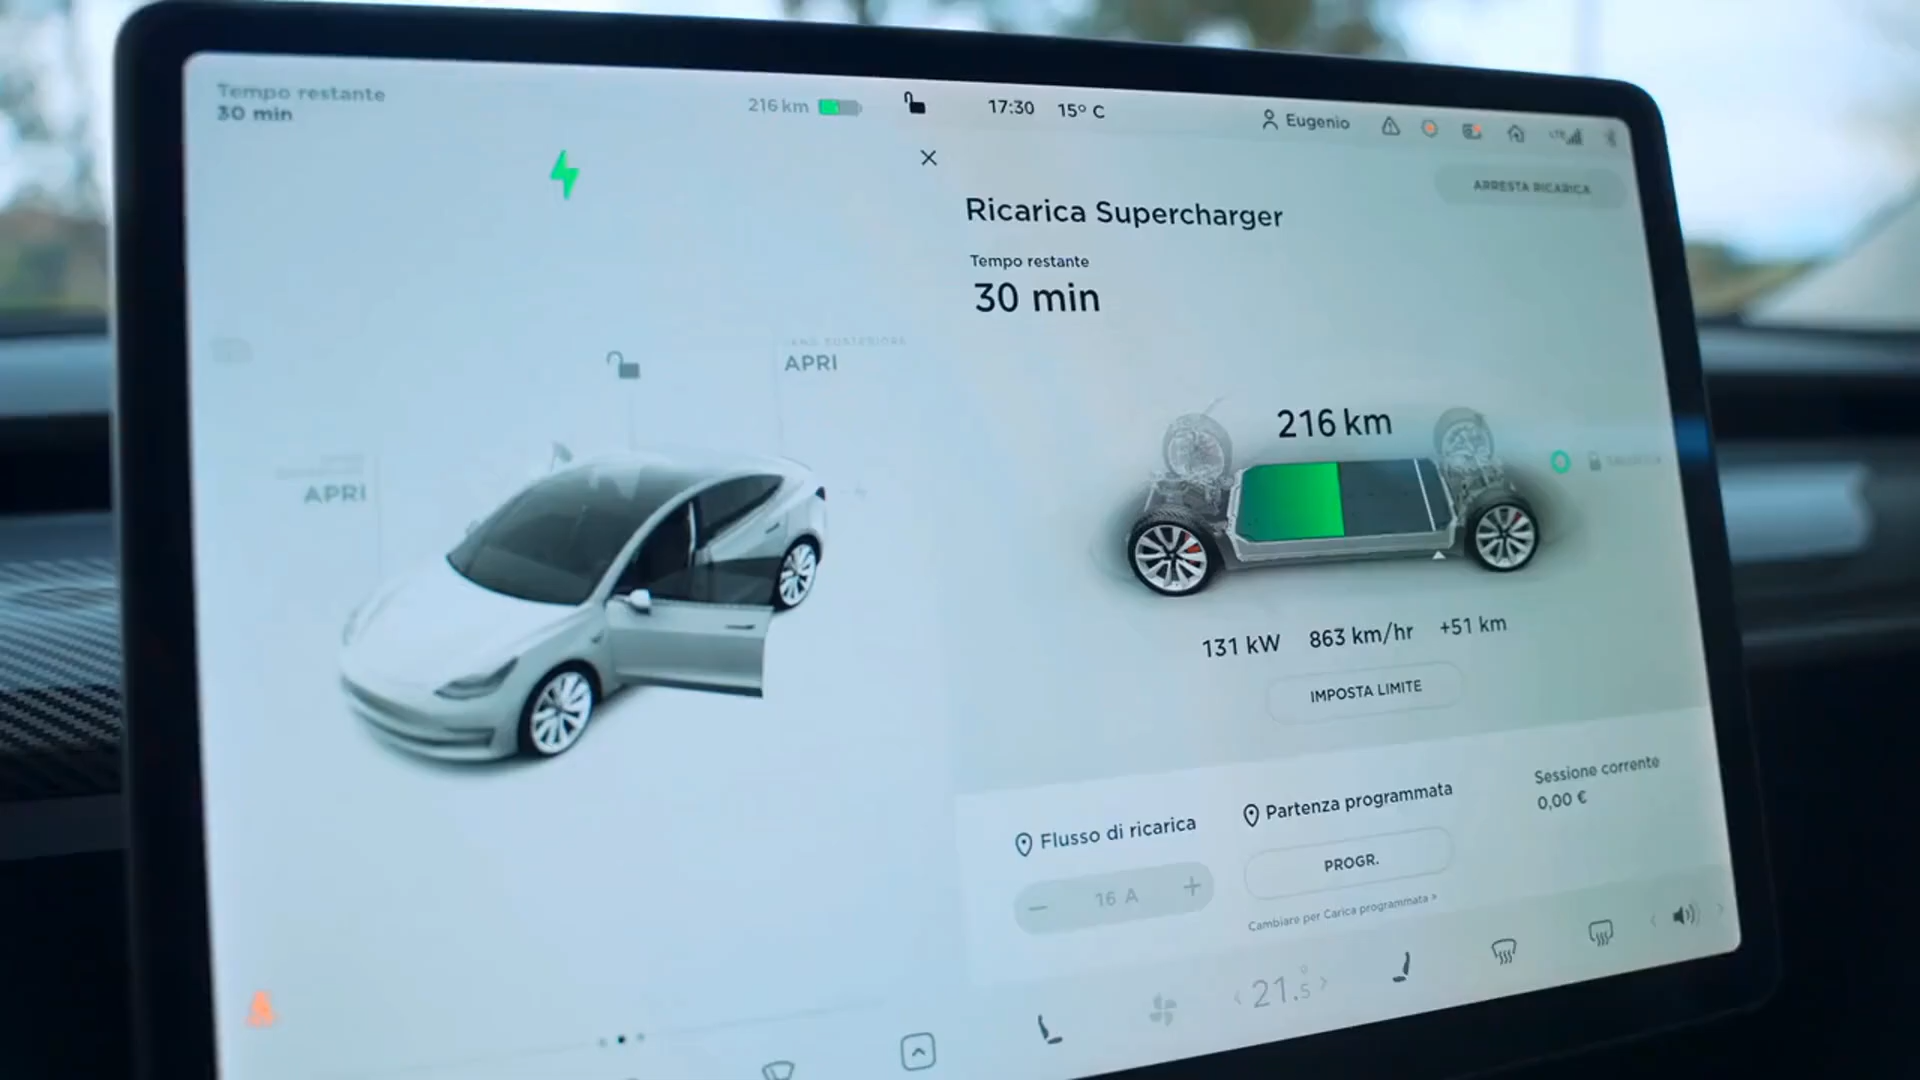 Tempo restante
30 min
216 km
17:30
15° C
Eugenio
LTE
ARRESTA RICARICA
Ricarica Supercharger
Tempo restante
30 min
APRI
APRI
216 km
131 kW
863 km/hr
+51 km
IMPOSTA LIMITE
Flusso di ricarica
16 A
Partenza programmata
PROGR.
Cambiare per Carica programmata >
Sessione corrente
0,00 €
21.5°